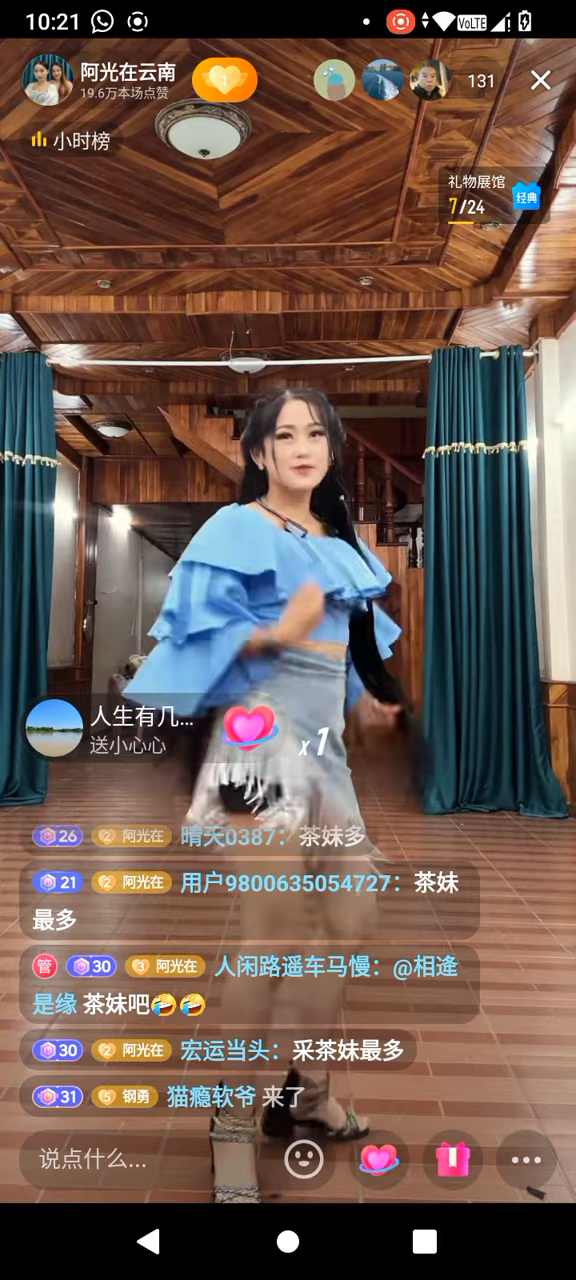 10:21
VoLTE
阿光在云南
19.6万本场点赞
1
131
小时榜
礼物展馆
7/24
经典
人生有几...
送小心心
x1
26 2 阿光在 晴天0387：茶妹多
21 2 阿光在 用户9800635054727：茶妹
最多
管 30 3 阿光在 人闲路遥车马慢：@相逢
是缘 茶妹吧🤣🤣
30 2 阿光在 宏运当头：采茶妹最多
31 5 钢勇 猫瘾软爷 来了
说点什么...